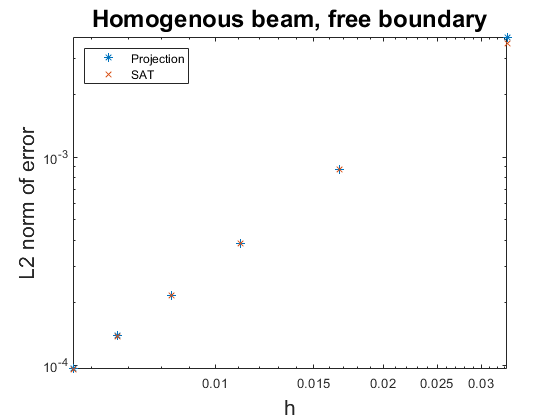 Homogenous beam, free boundary
Projection
SAT
L2 norm of error
10^-3
10^-4
0.01
0.015
0.02
0.025
0.03
h